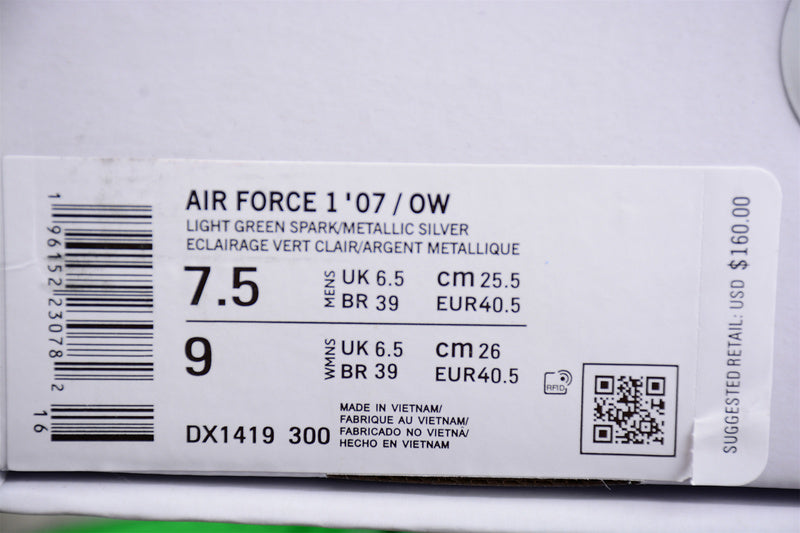 AIR FORCE 1 '07 / OW
LIGHT GREEN SPARK/METALLIC SILVER
ECLAIRAGE VERT CLAIR/ARGENT METALLIQUE
7.5
MENS
UK 6.5
BR 39
cm 25.5
EUR40.5
9
WMNS
UK 6.5
BR 39
cm 26
EUR40.5
RFID
DX1419 300
MADE IN VIETNAM/
FABRIQUE AU VIETNAM/
FABRICADO NO VIETNÁ/
HECHO EN VIETNAM
1 96152 23078 2
16
SUGGESTED RETAIL: USD $160.00